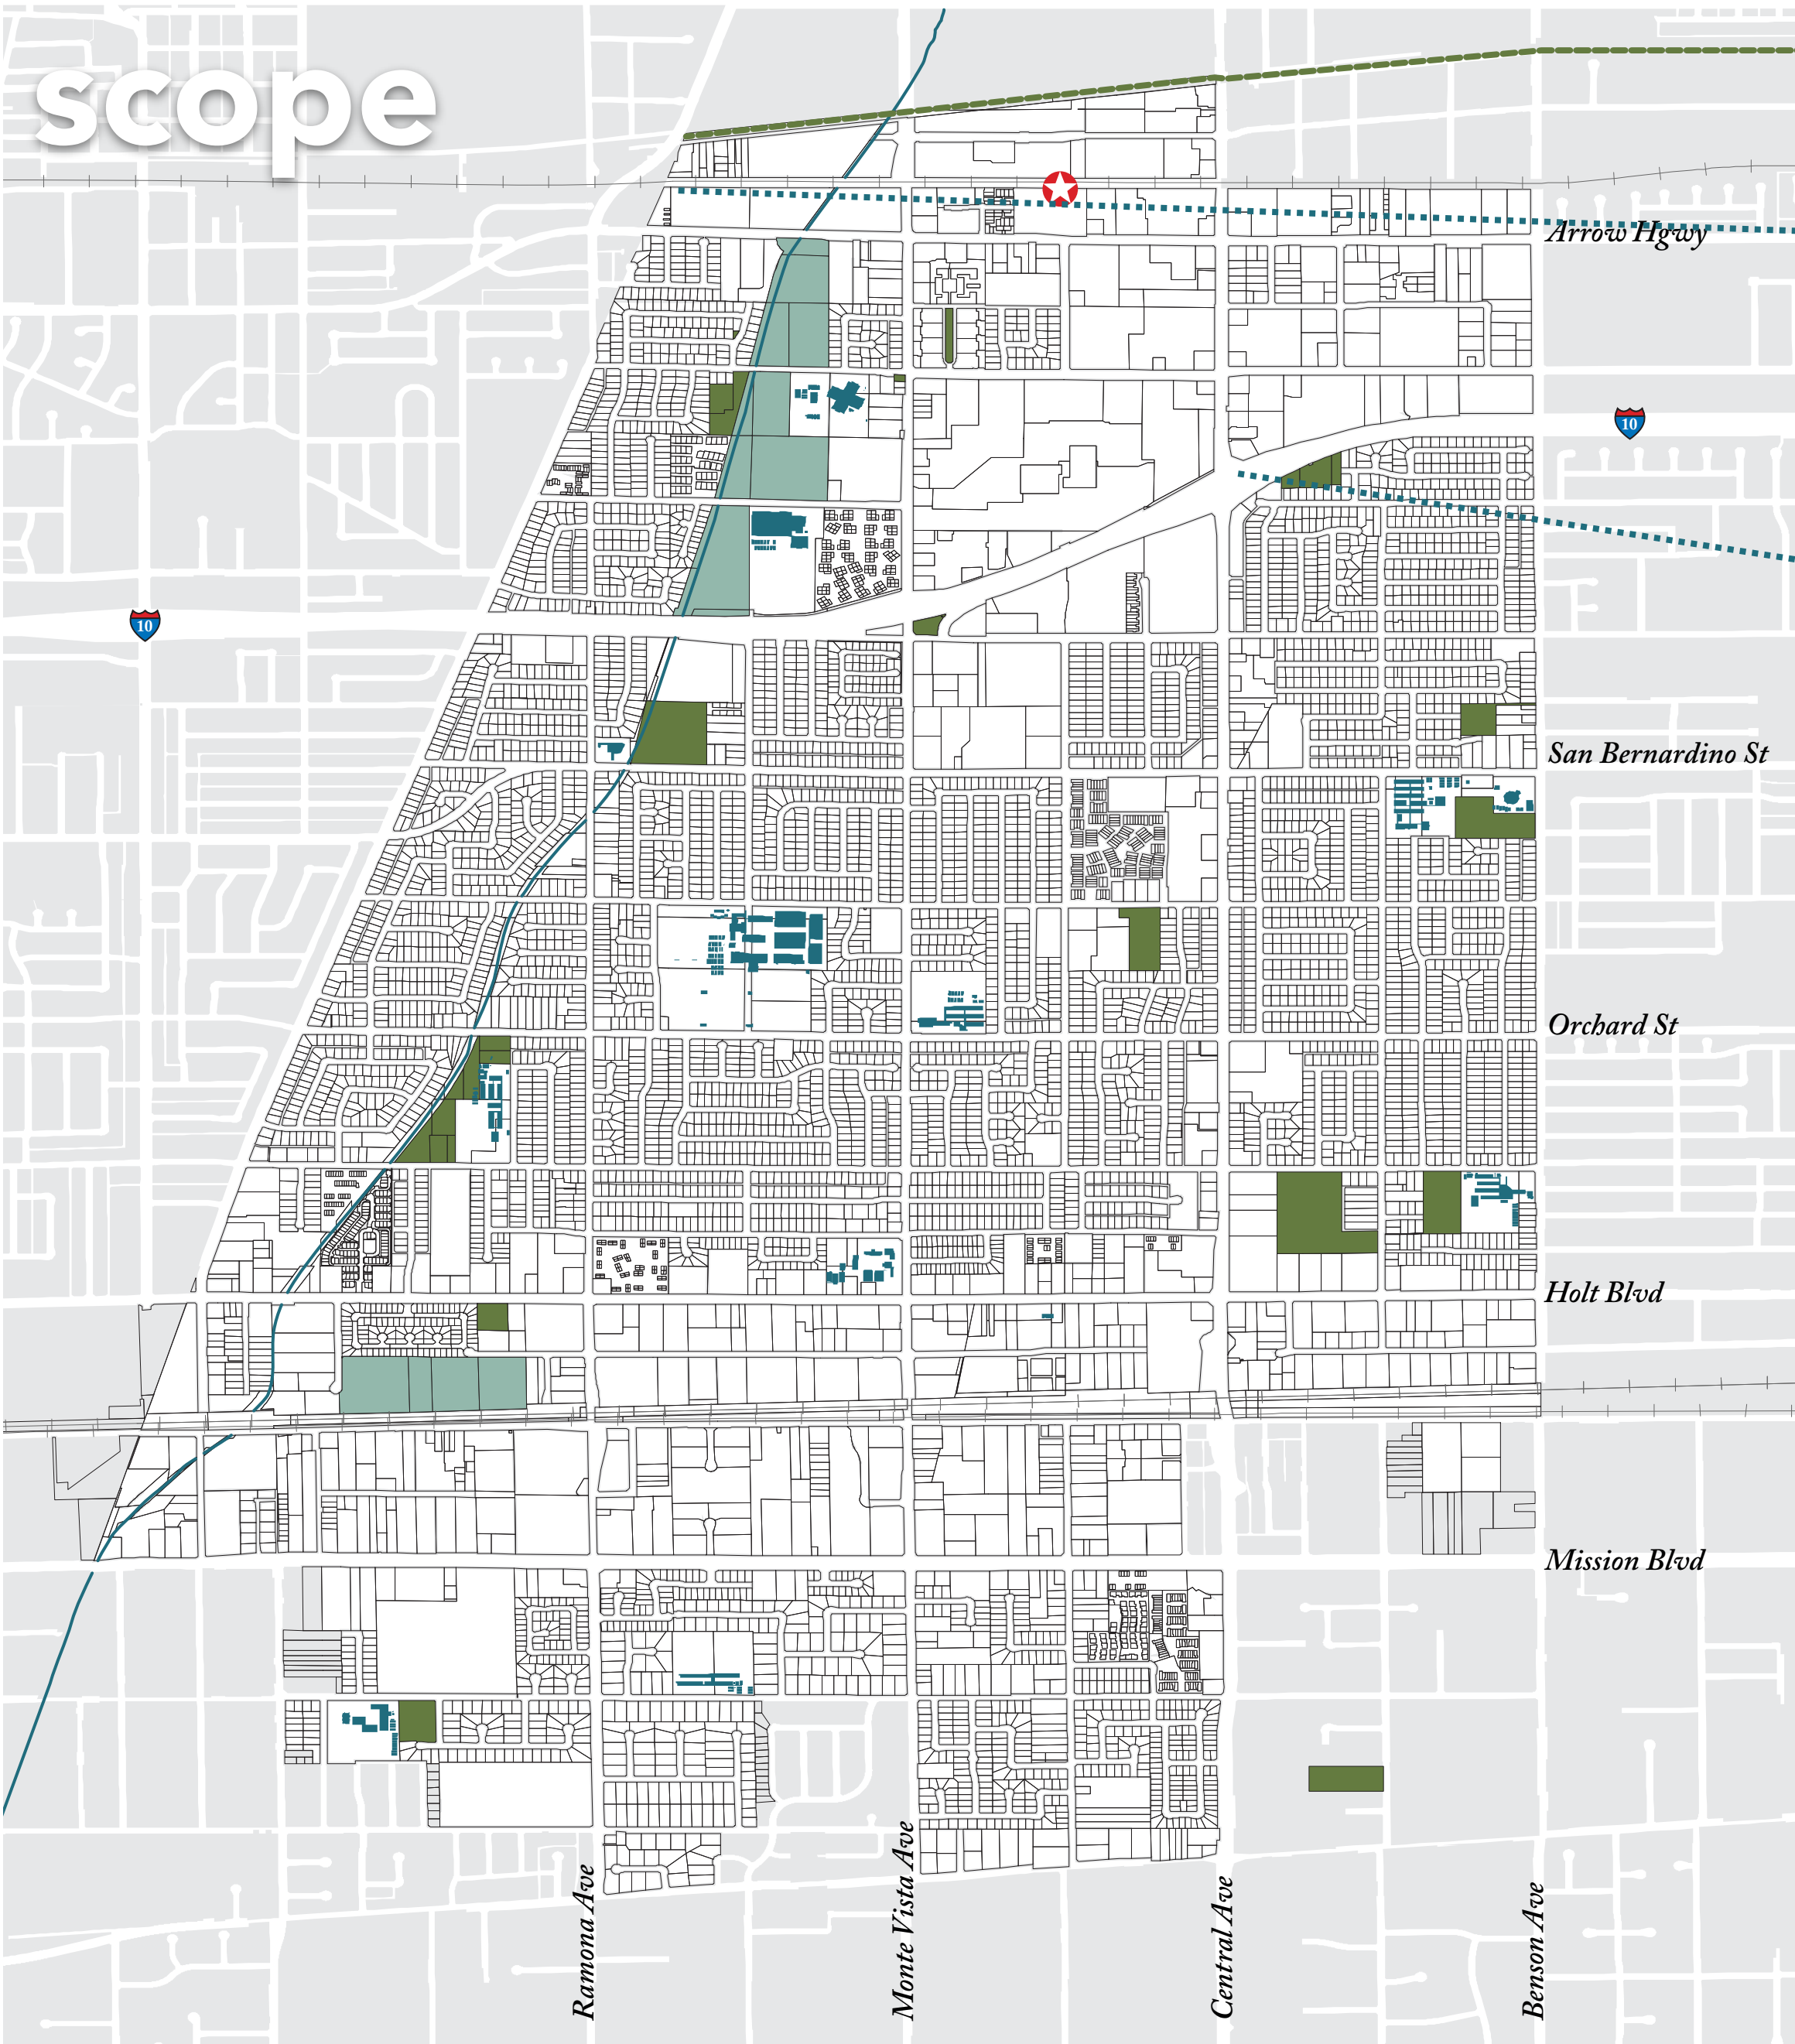 scope
Arrow Hgwy
10
10
San Bernardino St
Orchard St
Holt Blvd
Mission Blvd
Ramona Ave
Monte Vista Ave
Central Ave
Benson Ave